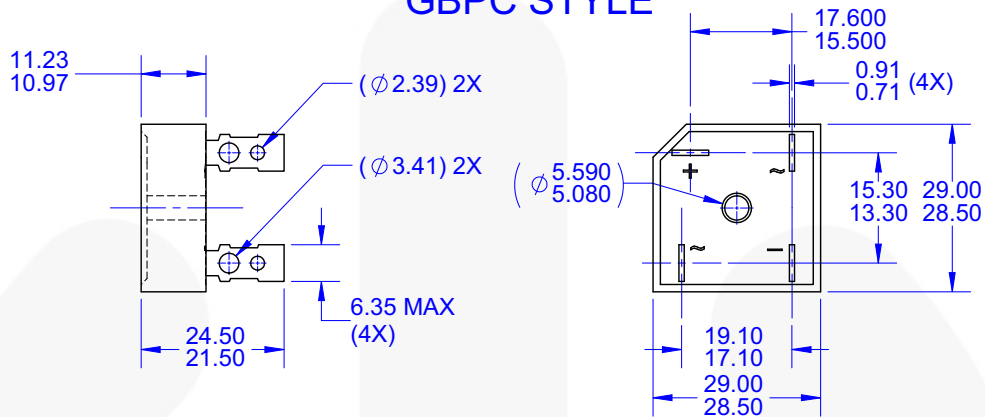 GBPC STYLE
17.600
15.500
11.23
10.97
(∅2.39) 2X
0.91
0.71 (4X)
(∅3.41) 2X
(∅ 5.590
5.080)
+ ~
15.30 29.00
13.30 28.50
~ −
6.35 MAX
(4X)
24.50
21.50
19.10
17.10
29.00
28.50